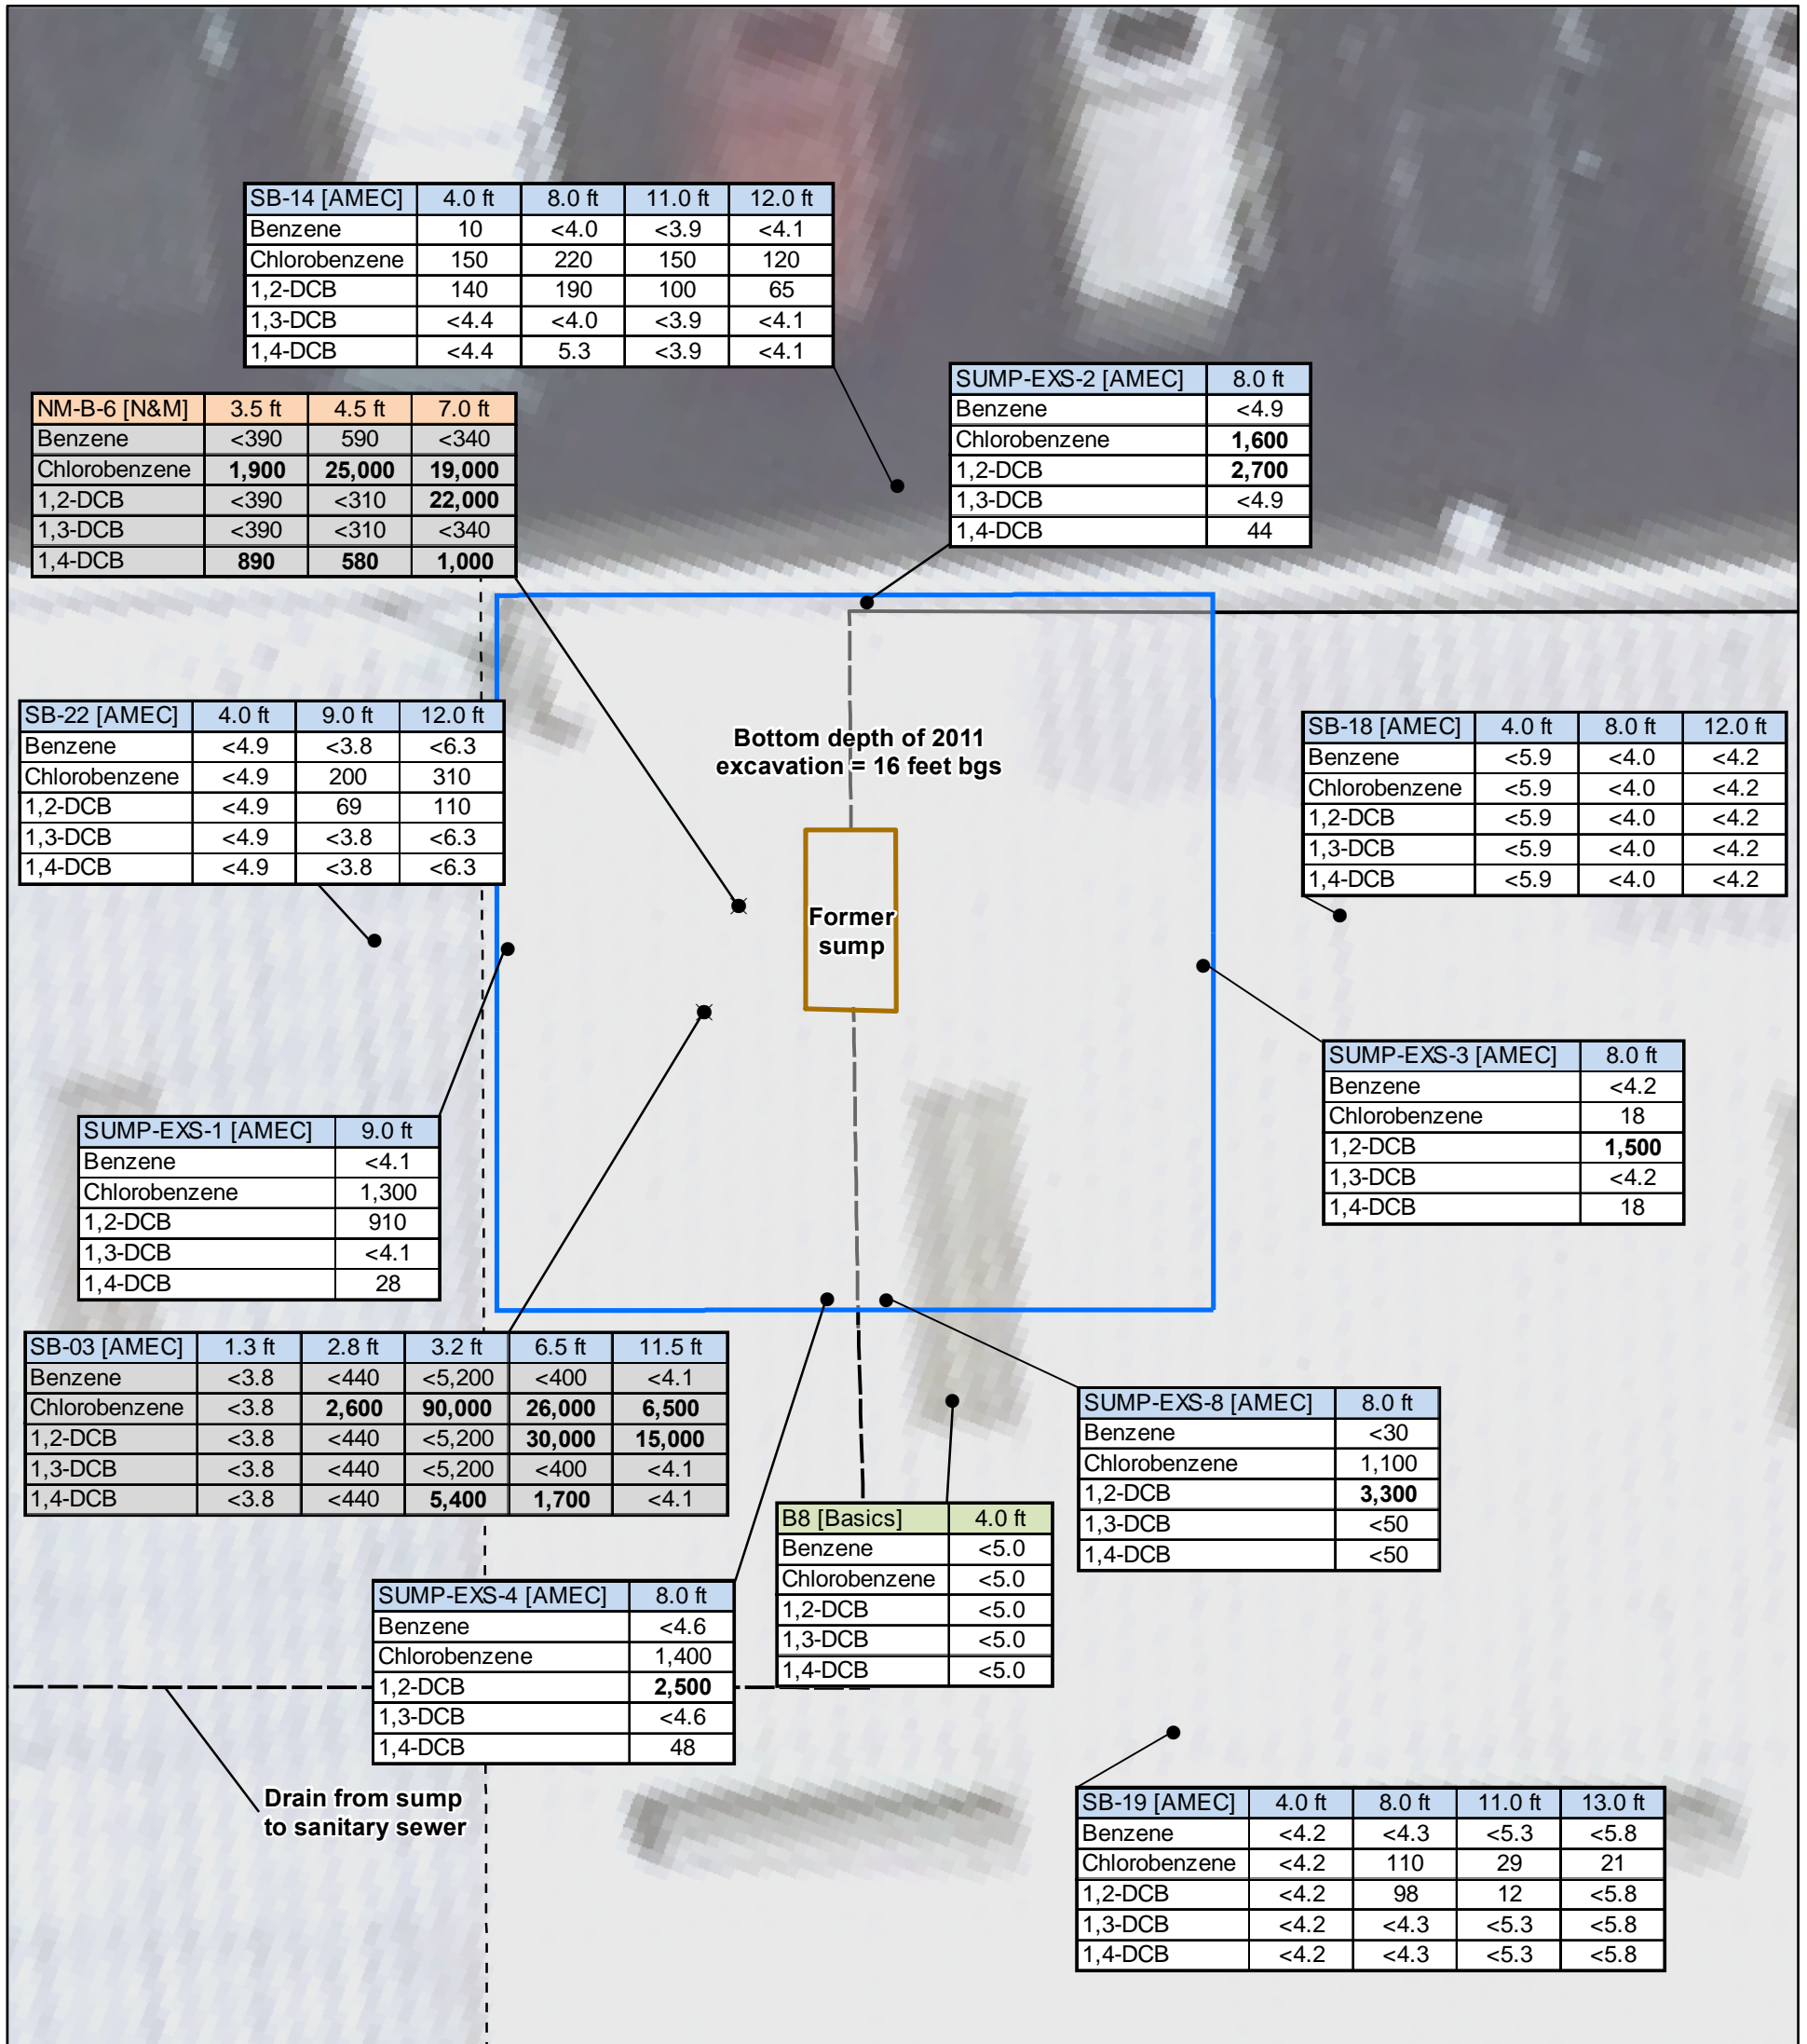 SB-14 [AMEC] 4.0 ft 8.0 ft 11.0 ft 12.0 ft
Benzene 10 <4.0 <3.9 <4.1
Chlorobenzene 150 220 150 120
1,2-DCB 140 190 100 65
1,3-DCB <4.4 <4.0 <3.9 <4.1
1,4-DCB <4.4 5.3 <3.9 <4.1
SUMP-EXS-2 [AMEC] 8.0 ft
Benzene <4.9
Chlorobenzene 1,600
1,2-DCB 2,700
1,3-DCB <4.9
1,4-DCB 44
NM-B-6 [N&M] 3.5 ft 4.5 ft 7.0 ft
Benzene <390 590 <340
Chlorobenzene 1,900 25,000 19,000
1,2-DCB <390 <310 22,000
1,3-DCB <390 <310 <340
1,4-DCB 890 580 1,000
SB-22 [AMEC] 4.0 ft 9.0 ft 12.0 ft
Benzene <4.9 <3.8 <6.3
Chlorobenzene <4.9 200 310
1,2-DCB <4.9 69 110
1,3-DCB <4.9 <3.8 <6.3
1,4-DCB <4.9 <3.8 <6.3
Bottom depth of 2011
excavation = 16 feet bgs
SB-18 [AMEC] 4.0 ft 8.0 ft 12.0 ft
Benzene <5.9 <4.0 <4.2
Chlorobenzene <5.9 <4.0 <4.2
1,2-DCB <5.9 <4.0 <4.2
1,3-DCB <5.9 <4.0 <4.2
1,4-DCB <5.9 <4.0 <4.2
Former
sump
SUMP-EXS-3 [AMEC] 8.0 ft
Benzene <4.2
Chlorobenzene 18
1,2-DCB 1,500
1,3-DCB <4.2
1,4-DCB 18
SUMP-EXS-1 [AMEC] 9.0 ft
Benzene <4.1
Chlorobenzene 1,300
1,2-DCB 910
1,3-DCB <4.1
1,4-DCB 28
SB-03 [AMEC] 1.3 ft 2.8 ft 3.2 ft 6.5 ft 11.5 ft
Benzene <3.8 <440 <5,200 <400 <4.1
Chlorobenzene <3.8 2,600 90,000 26,000 6,500
1,2-DCB <3.8 <440 <5,200 30,000 15,000
1,3-DCB <3.8 <440 <5,200 <400 <4.1
1,4-DCB <3.8 <440 5,400 1,700 <4.1
SUMP-EXS-8 [AMEC] 8.0 ft
Benzene <30
Chlorobenzene 1,100
1,2-DCB 3,300
1,3-DCB <50
1,4-DCB <50
B8 [Basics] 4.0 ft
Benzene <5.0
Chlorobenzene <5.0
1,2-DCB <5.0
1,3-DCB <5.0
1,4-DCB <5.0
SUMP-EXS-4 [AMEC] 8.0 ft
Benzene <4.6
Chlorobenzene 1,400
1,2-DCB 2,500
1,3-DCB <4.6
1,4-DCB 48
Drain from sump
to sanitary sewer
SB-19 [AMEC] 4.0 ft 8.0 ft 11.0 ft 13.0 ft
Benzene <4.2 <4.3 <5.3 <5.8
Chlorobenzene <4.2 110 29 21
1,2-DCB <4.2 98 12 <5.8
1,3-DCB <4.2 <4.3 <5.3 <5.8
1,4-DCB <4.2 <4.3 <5.3 <5.8